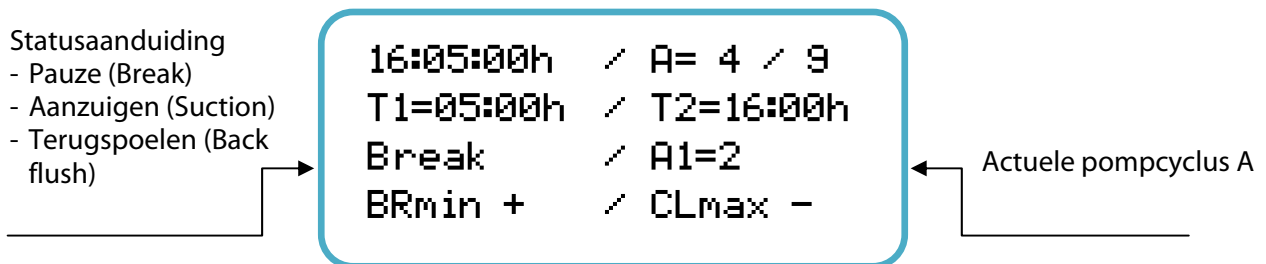 Statusaanduiding
- Pauze (Break)
- Aanzuigen (Suction)
- Terugspoelen (Back
flush)
16:05:00h / A= 4 / 9
T1=05:00h / T2=16:00h
Break / A1=2
BRmin + / CLmax -
Actuele pompcyclus A